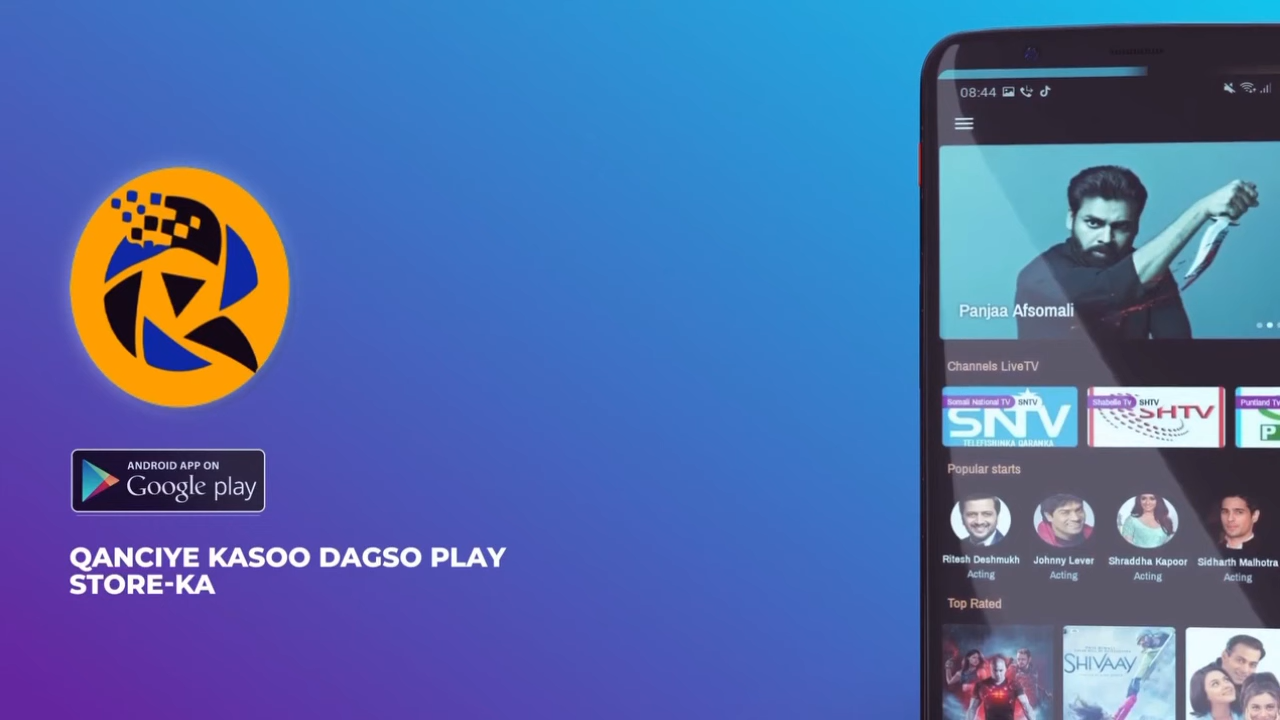 ANDROID APP ON
Google play
QANCIYE KASOO DAGSO PLAY
STORE-KA
08:44
Panjaa Afsomali
Channels LiveTV
Somali National TV SNTV
SNTV
TELEFISHINKA QARANKA
Shabelle Tv SHTV
SHTV
Puntland Tv
P
Popular starts
Ritesh Deshmukh
Acting
Johnny Lever
Acting
Shraddha Kapoor
Acting
Sidharth Malhotra
Acting
Top Rated
SHIVAAY